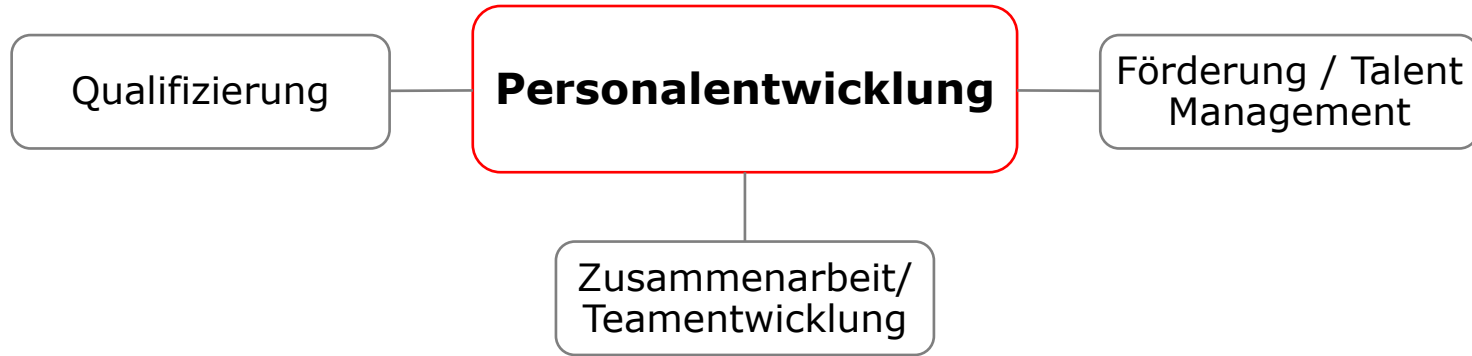 Qualifizierung
Personalentwicklung
Förderung / Talent
Management
Zusammenarbeit/
Teamentwicklung